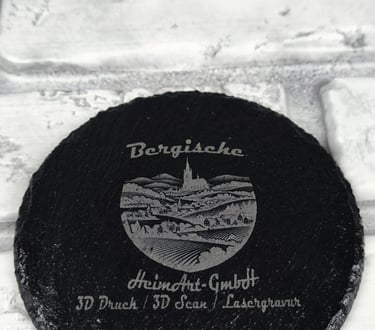 Bergische
HeimArt-GmbH
3D Druck / 3D Scan / Lasergravur